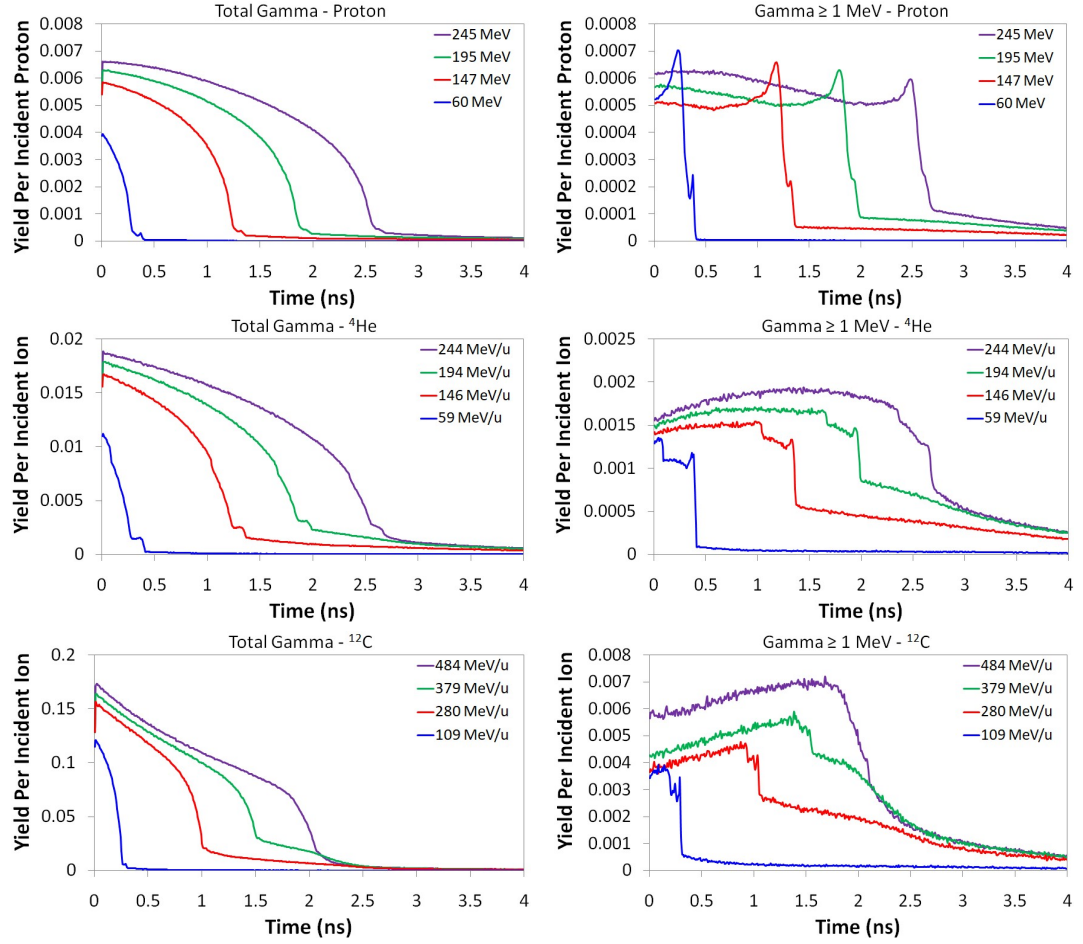 Total Gamma - Proton
Yield Per Incident Proton
0.008
0.007
0.006
0.005
0.004
0.003
0.002
0.001
0
245 MeV
195 MeV
147 MeV
60 MeV
0 0.5 1 1.5 2 2.5 3 3.5 4
Time (ns)
Gamma ≥ 1 MeV - Proton
Yield Per Incident Proton
0.0008
0.0007
0.0006
0.0005
0.0004
0.0003
0.0002
0.0001
0
245 MeV
195 MeV
147 MeV
60 MeV
0 0.5 1 1.5 2 2.5 3 3.5 4
Time (ns)
Total Gamma - ⁴He
Yield Per Incident Ion
0.02
0.015
0.01
0.005
0
244 MeV/u
194 MeV/u
146 MeV/u
59 MeV/u
0 0.5 1 1.5 2 2.5 3 3.5 4
Time (ns)
Gamma ≥ 1 MeV - ⁴He
Yield Per Incident Ion
0.0025
0.002
0.0015
0.001
0.0005
0
244 MeV/u
194 MeV/u
146 MeV/u
59 MeV/u
0 0.5 1 1.5 2 2.5 3 3.5 4
Time (ns)
Total Gamma - ¹²C
Yield Per Incident Ion
0.2
0.15
0.1
0.05
0
484 MeV/u
379 MeV/u
280 MeV/u
109 MeV/u
0 0.5 1 1.5 2 2.5 3 3.5 4
Time (ns)
Gamma ≥ 1 MeV - ¹²C
Yield Per Incident Ion
0.008
0.007
0.006
0.005
0.004
0.003
0.002
0.001
0
484 MeV/u
379 MeV/u
280 MeV/u
109 MeV/u
0 0.5 1 1.5 2 2.5 3 3.5 4
Time (ns)